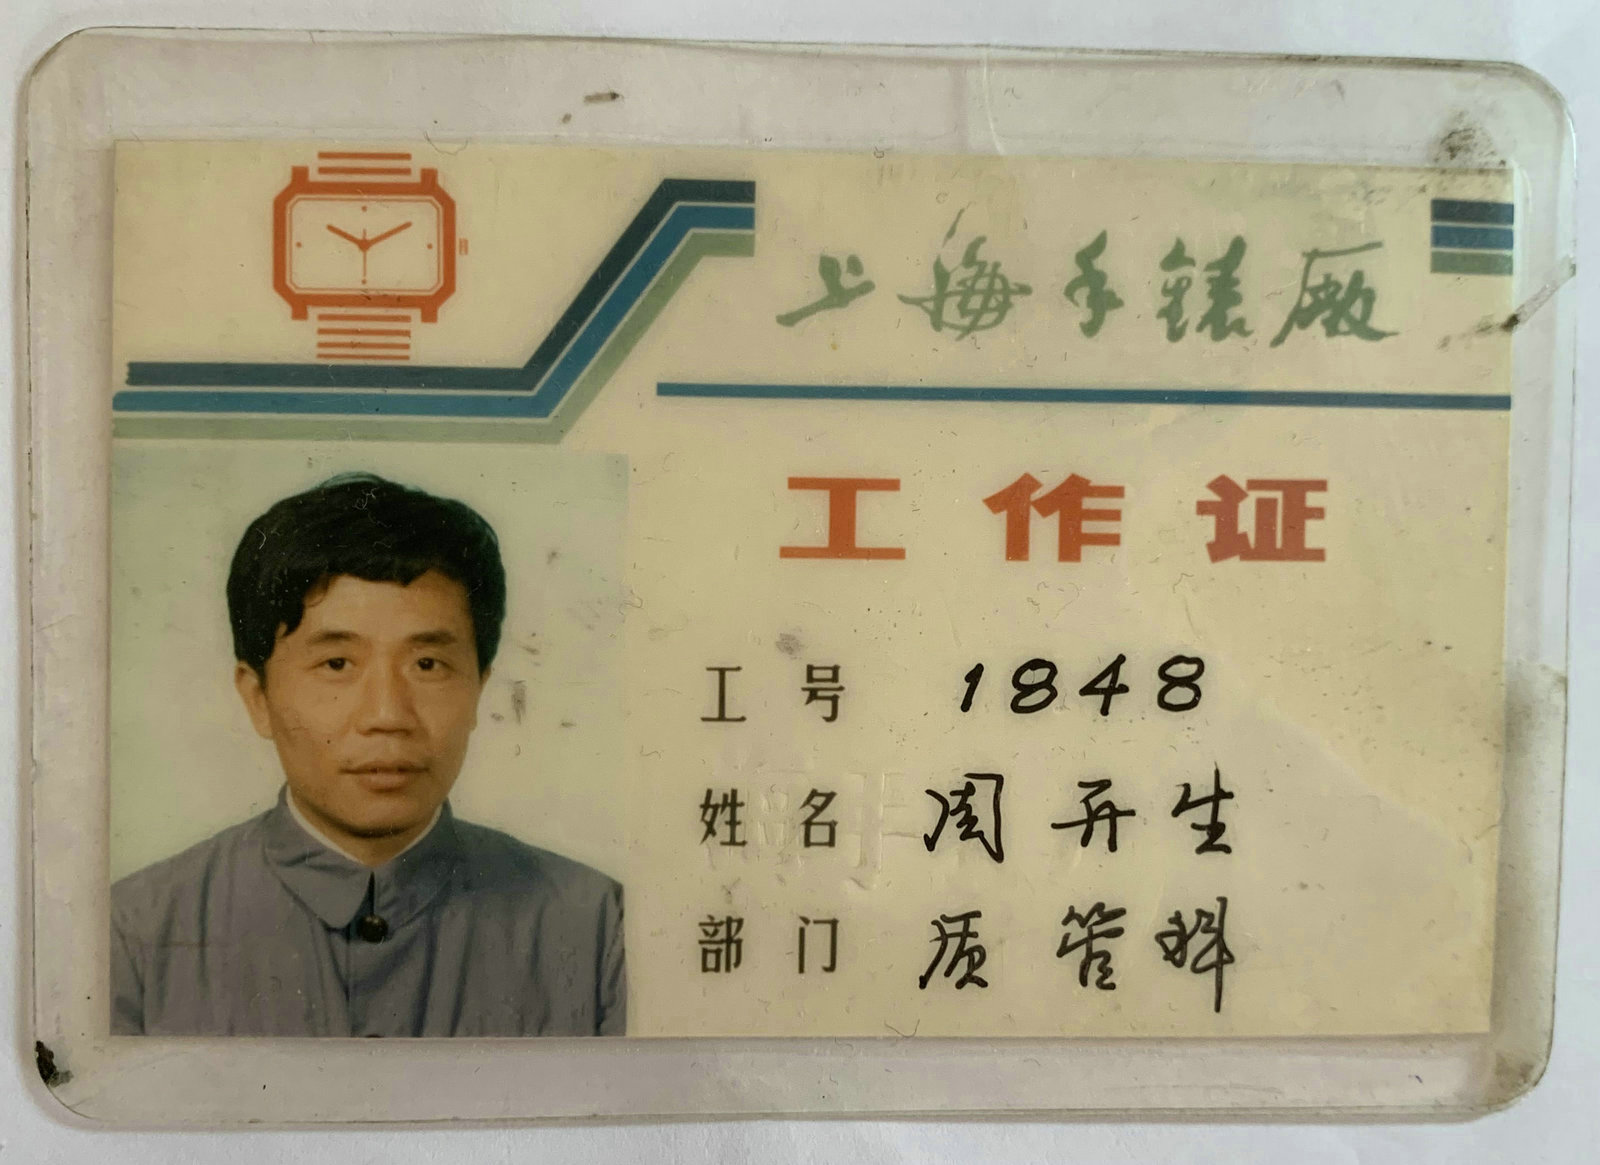 上海手錶廠
工作证
工号 1848
姓名 周开生
部门 质管科